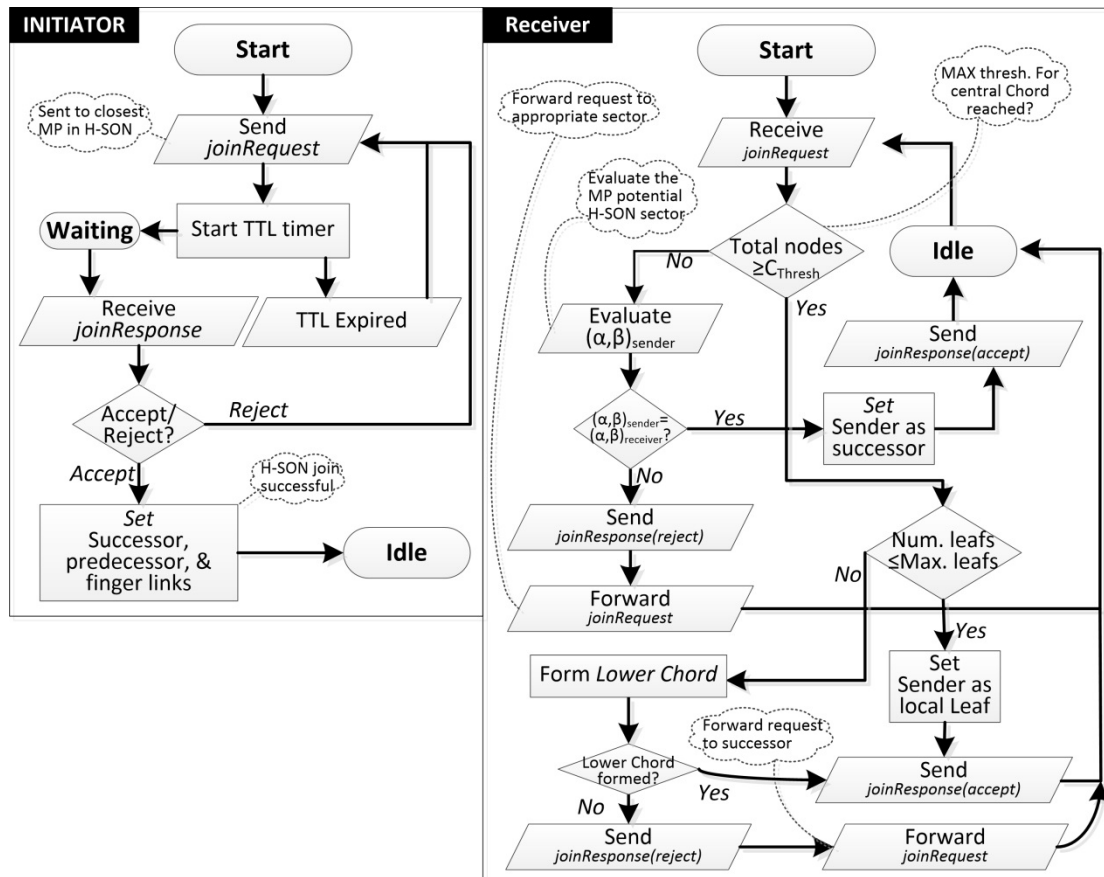 INITIATOR
Start
Sent to closest
MP in H-SON
Send
joinRequest
Waiting
Start TTL timer
Receive
joinResponse
TTL Expired
Accept/
Reject?
Reject
Accept
H-SON join
successful
Set
Successor,
predecessor, &
finger links
Idle
Receiver
Start
Forward request to
appropriate sector
MAX thresh. For
central Chord
reached?
Receive
joinRequest
Evaluate the
MP potential
H-SON sector
Total nodes
≥CThresh
No
Yes
Idle
Evaluate
(α,β)sender
Send
joinResponse(accept)
(α,β)sender=
(α,β)receiver?
Yes
Set
Sender as
successor
No
Send
joinResponse(reject)
Num. leafs
≤Max. leafs
No
Forward
joinRequest
Yes
Form Lower Chord
Set
Sender as
local Leaf
Forward request
to successor
Lower Chord
formed?
Yes
Send
joinResponse(accept)
No
Send
joinResponse(reject)
Forward
joinRequest